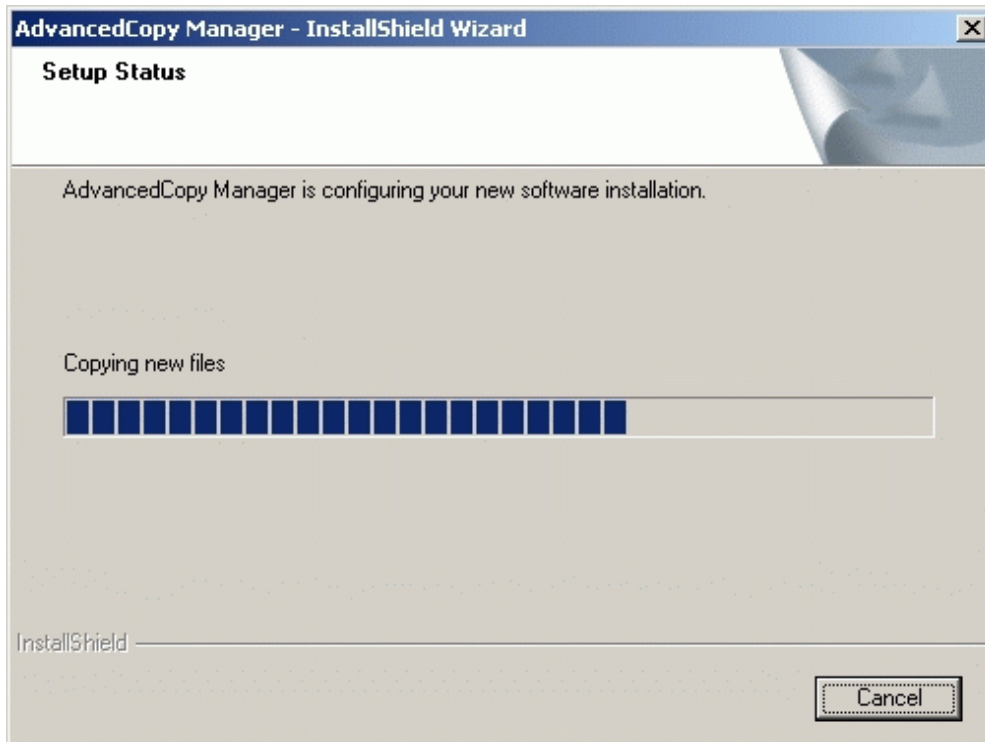 AdvancedCopy Manager - InstallShield Wizard
Setup Status
AdvancedCopy Manager is configuring your new software installation.
Copying new files
InstallShield
Cancel